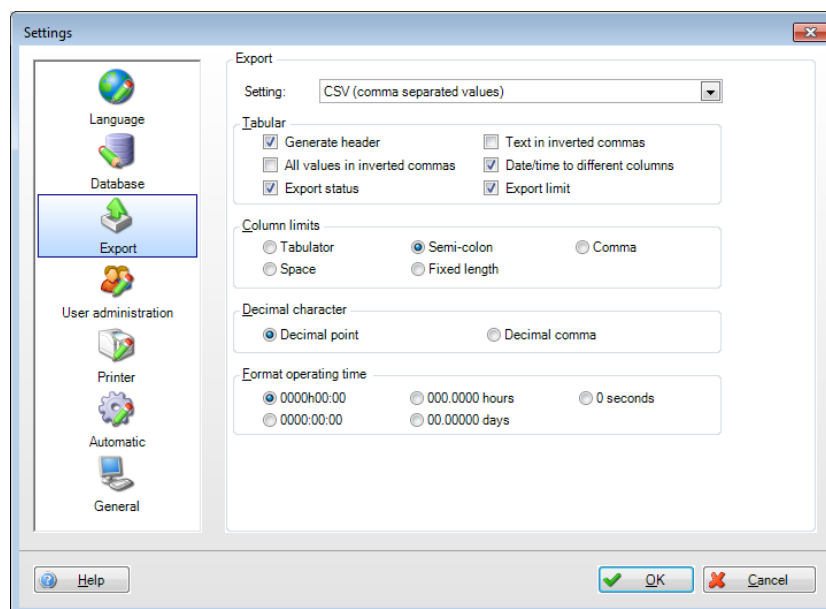 Settings
Language
Database
Export
User administration
Printer
Automatic
General
Export
Setting: CSV (comma separated values)
Tabular
Generate header Text in inverted commas
All values in inverted commas Date/time to different columns
Export status Export limit
Column limits
Tabulator Semi-colon Comma
Space Fixed length
Decimal character
Decimal point Decimal comma
Format operating time
0000h00:00 000.0000 hours 0 seconds
0000:00:00 00.00000 days
Help OK Cancel